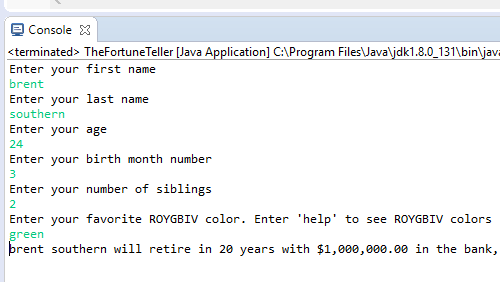 Console
<terminated> TheFortuneTeller [Java Application] C:\Program Files\Java\jdk1.8.0_131\bin\java
Enter your first name
brent
Enter your last name
southern
Enter your age
24
Enter your birth month number
3
Enter your number of siblings
2
Enter your favorite ROYGBIV color. Enter 'help' to see ROYGBIV colors
green
brent southern will retire in 20 years with $1,000,000.00 in the bank,